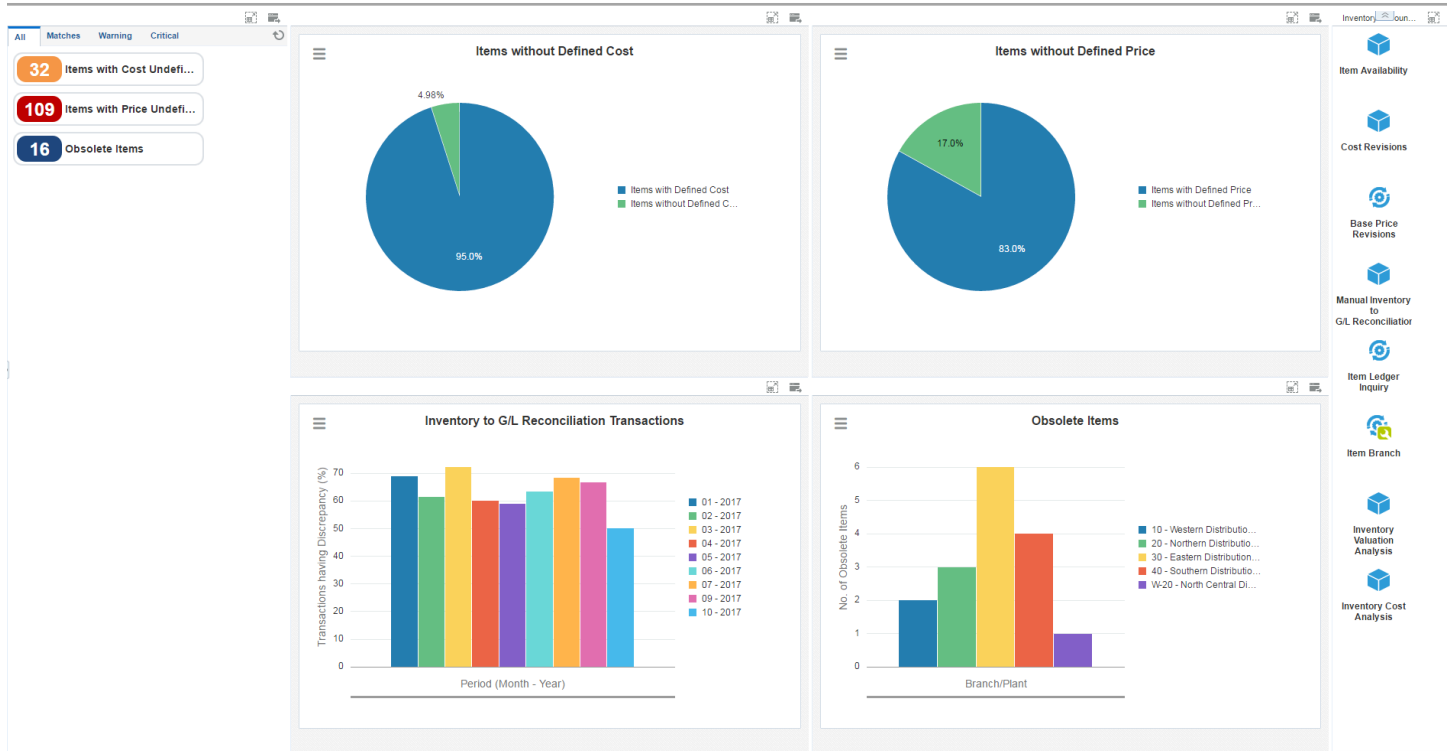 All
Matches
Warning
Critical
32 Items with Cost Undefi...
109 Items with Price Undefi...
16 Obsolete Items
Items without Defined Cost
4.98%
95.0%
Items with Defined Cost
Items without Defined C...
Items without Defined Price
17.0%
83.0%
Items with Defined Price
Items without Defined Pr...
Inventory to G/L Reconciliation Transactions
Transactions having Discrepancy (%)
70
60
50
40
30
20
10
0
Period (Month - Year)
01 - 2017
02 - 2017
03 - 2017
04 - 2017
05 - 2017
06 - 2017
07 - 2017
09 - 2017
10 - 2017
Obsolete Items
No. of Obsolete Items
6
5
4
3
2
1
0
Branch/Plant
10 - Western Distributio...
20 - Northern Distributio...
30 - Eastern Distribution...
40 - Southern Distributio...
W-20 - North Central Di...
Item Availability
Cost Revisions
Base Price
Revisions
Manual Inventory
to
G/L Reconciliation
Item Ledger
Inquiry
Item Branch
Inventory
Valuation
Analysis
Inventory Cost
Analysis